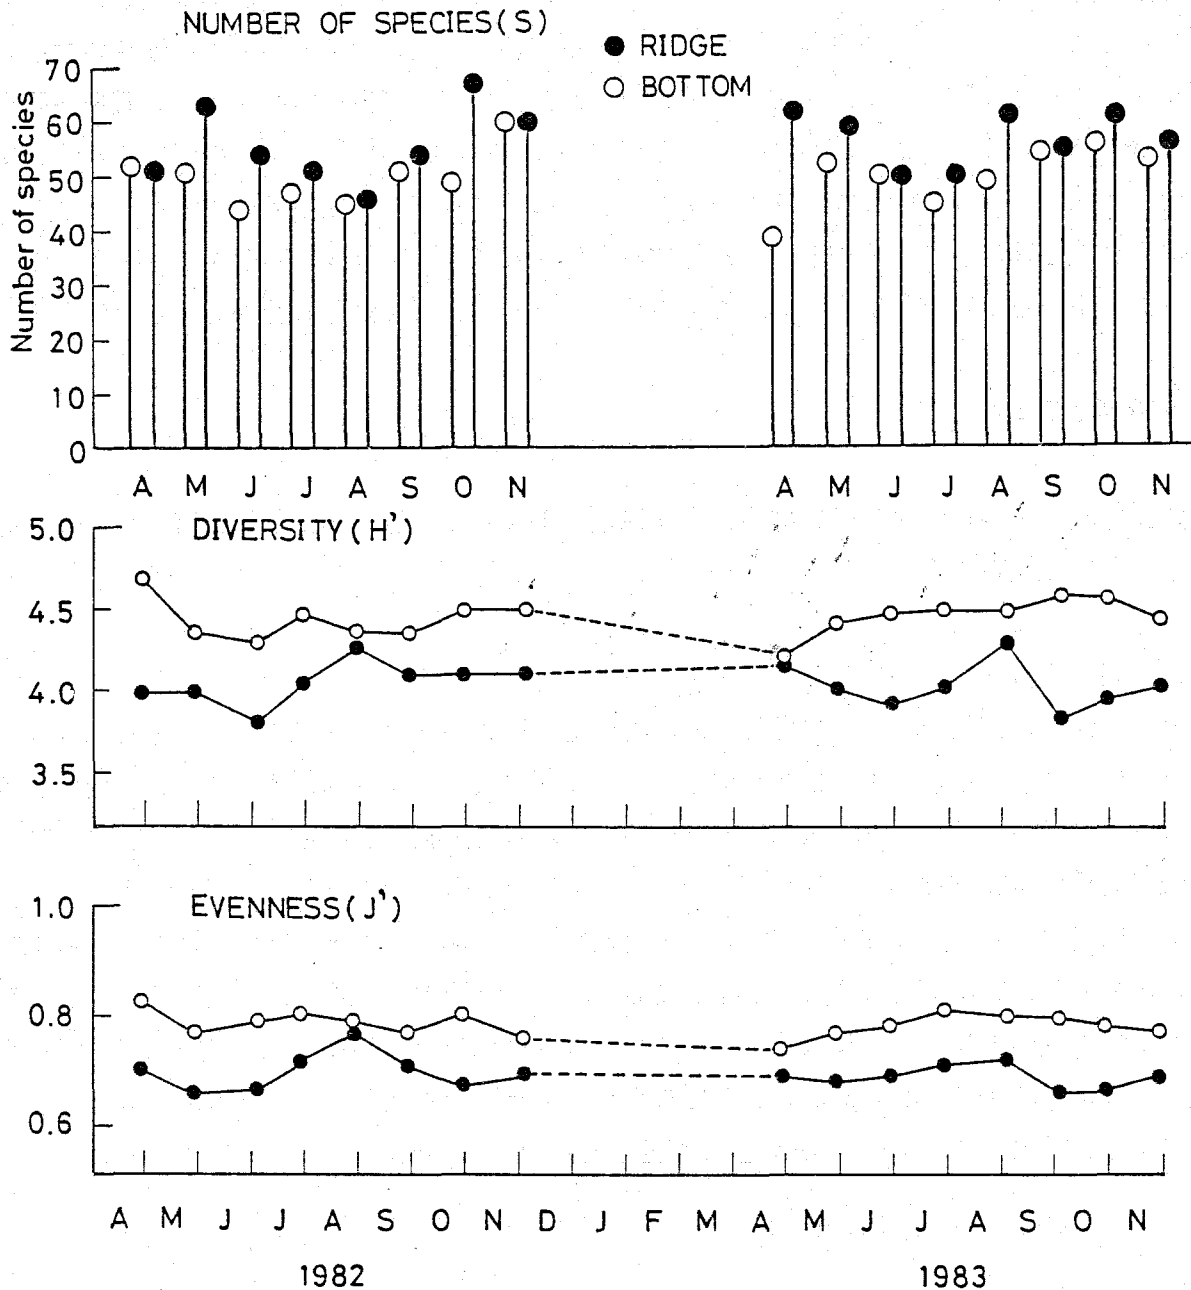 NUMBER OF SPECIES(S)
● RIDGE
○ BOTTOM
Number of species
70
60
50
40
30
20
10
0
A M J J A S O N A M J J A S O N
DIVERSITY(H')
5.0
4.5
4.0
3.5
EVENNESS(J')
1.0
0.8
0.6
A M J J A S O N D J F M A M J J A S O N
1982 1983